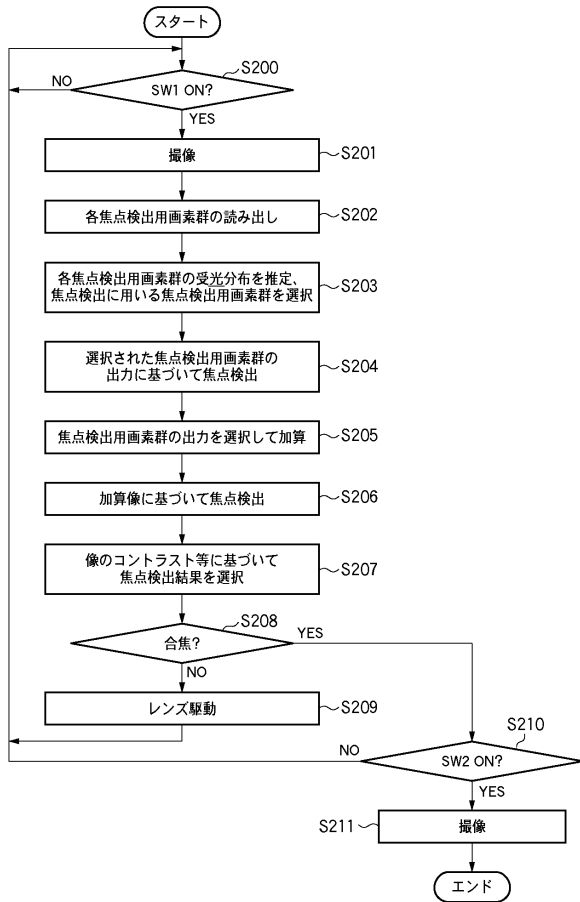 スタート
S200
SW1 ON?
NO
YES
撮像
S201
各焦点検出用画素群の読み出し
S202
各焦点検出用画素群の受光分布を推定、
焦点検出に用いる焦点検出用画素群を選択
S203
選択された焦点検出用画素群の
出力に基づいて焦点検出
S204
焦点検出用画素群の出力を選択して加算
S205
加算像に基づいて焦点検出
S206
像のコントラスト等に基づいて
焦点検出結果を選択
S207
S208
合焦?
YES
NO
レンズ駆動
S209
S210
SW2 ON?
NO
YES
S211
撮像
エンド